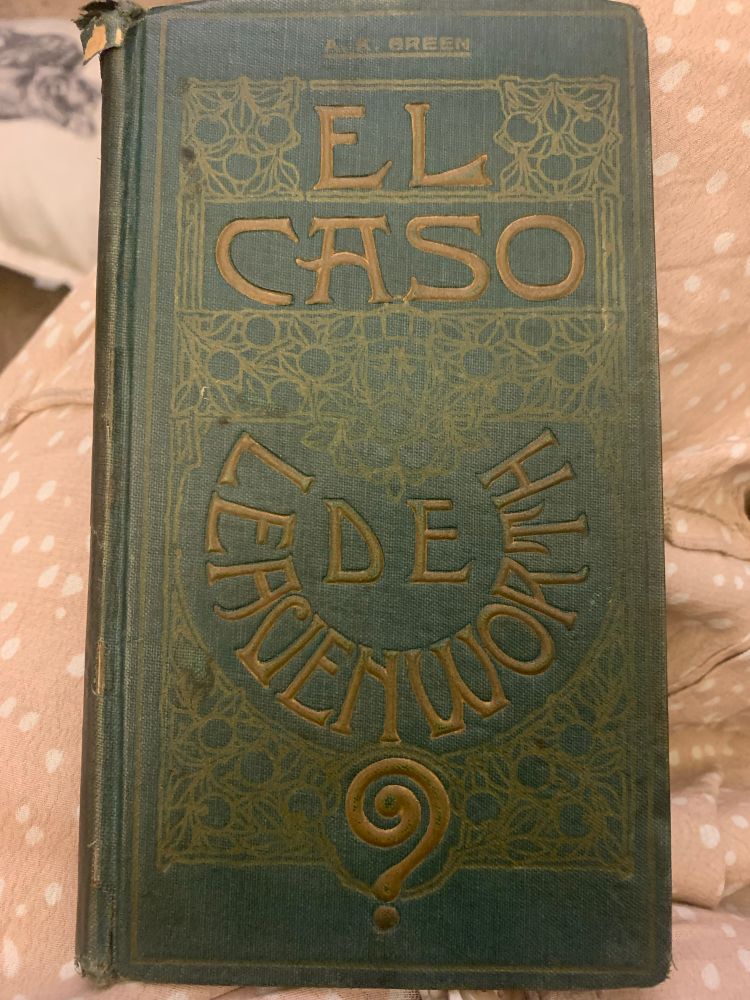 A. K. GREEN
EL
CASO
DE
LEAVENWORTH
?